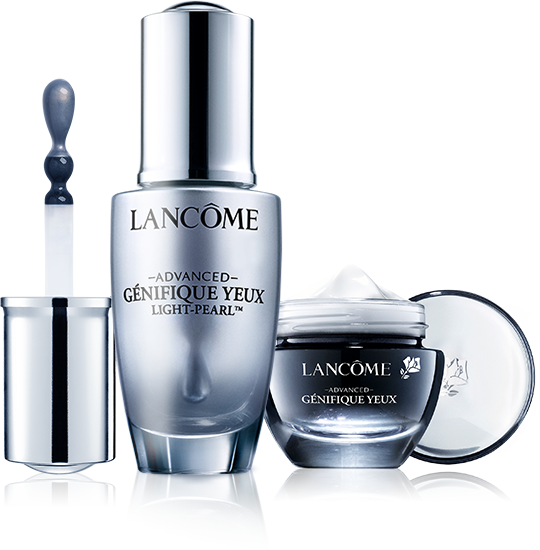 LANCÔME
–ADVANCED–
GÉNIFIQUE YEUX
LIGHT-PEARL™
LANCÔME
–ADVANCED–
GÉNIFIQUE YEUX